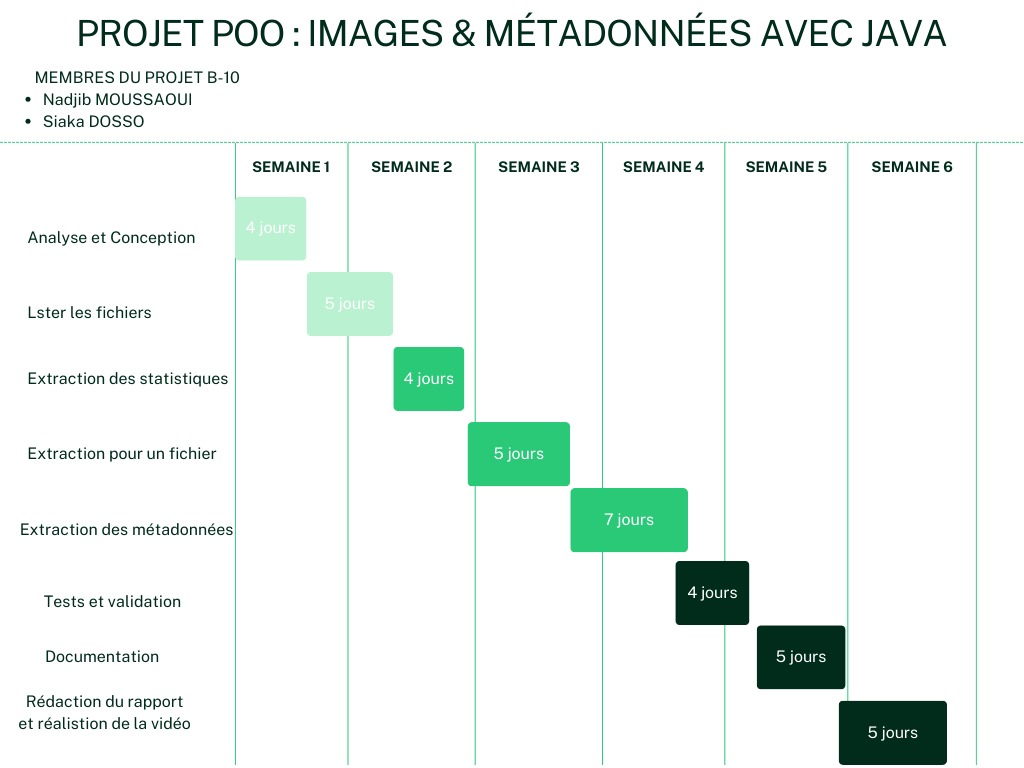 PROJET POO : IMAGES & MÉTADONNÉES AVEC JAVA
MEMBRES DU PROJET B-10
• Nadjib MOUSSAOUI
• Siaka DOSSO
SEMAINE 1 SEMAINE 2 SEMAINE 3 SEMAINE 4 SEMAINE 5 SEMAINE 6
Analyse et Conception 4 jours
Lster les fichiers 5 jours
Extraction des statistiques 4 jours
Extraction pour un fichier 5 jours
Extraction des métadonnées 7 jours
Tests et validation 4 jours
Documentation 5 jours
Rédaction du rapport
et réalistion de la vidéo 5 jours